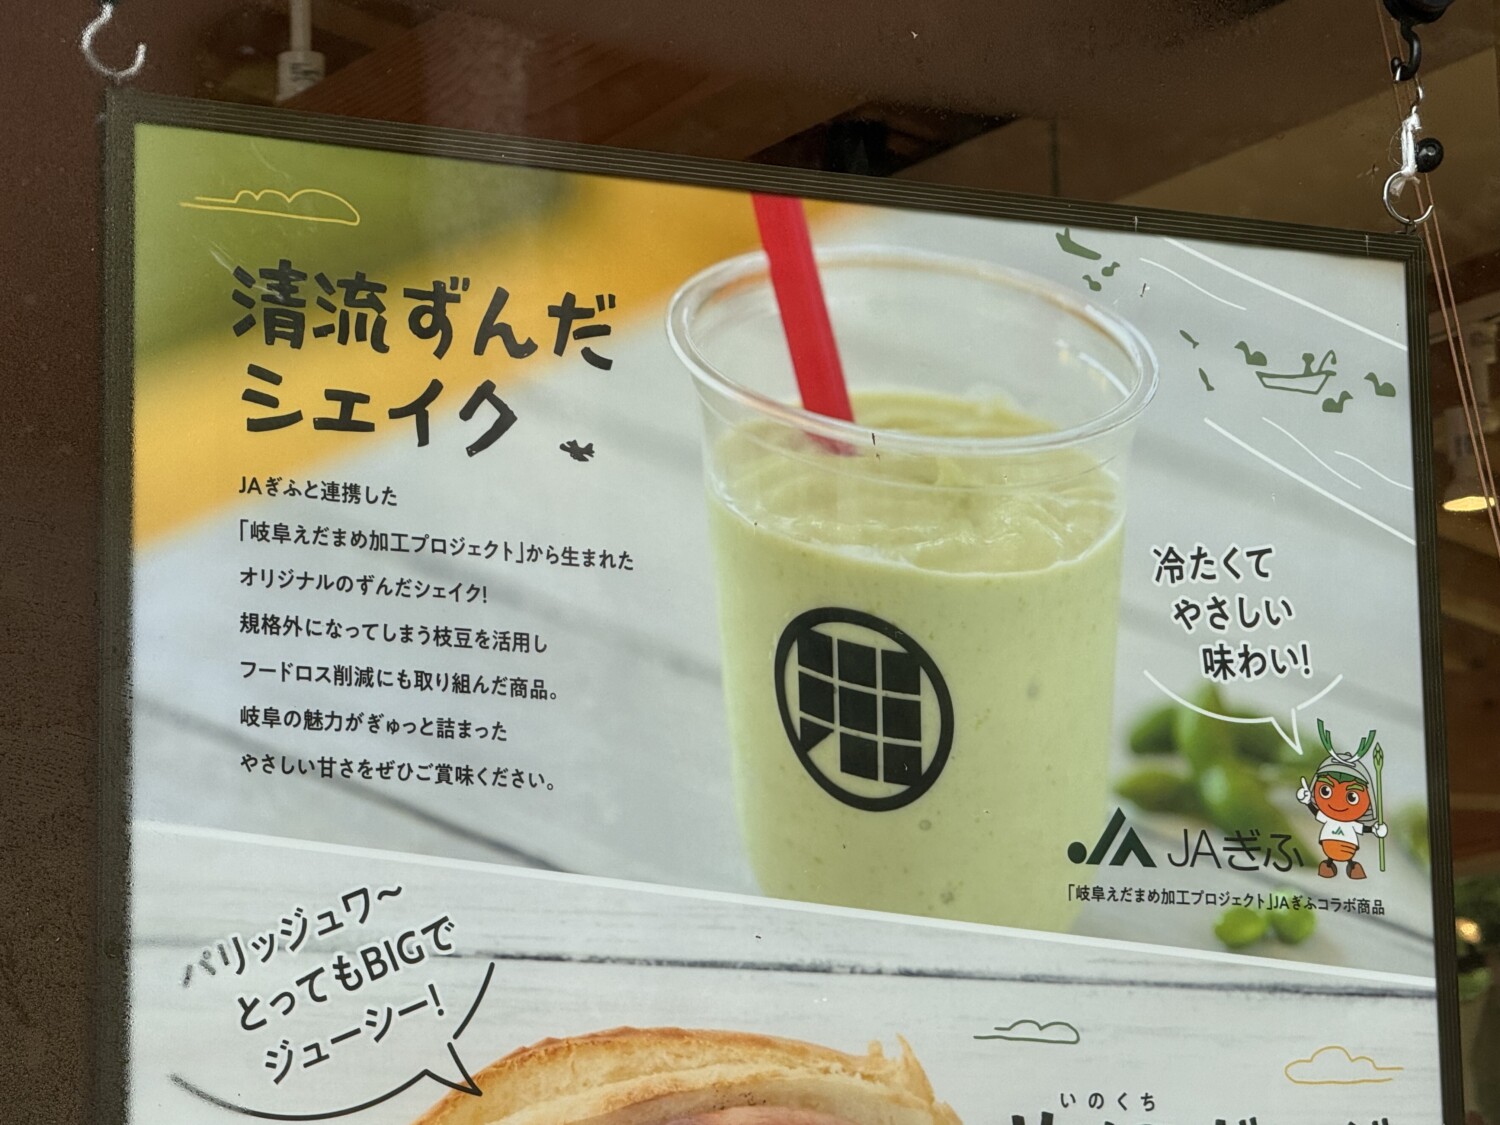 清流ずんだ
シェイク
JAぎふと連携した
「岐阜えだまめ加工プロジェクト」から生まれた
オリジナルのずんだシェイク!
規格外になってしまう枝豆を活用し
フードロス削減にも取り組んだ商品。
岐阜の魅力がぎゅっと詰まった
やさしい甘さをぜひご賞味ください。
冷たくて
やさしい
味わい!
JAぎふ
「岐阜えだまめ加工プロジェクト」JAぎふコラボ商品
パリッジュワ～
とってもBIGで
ジューシー!
いのくち